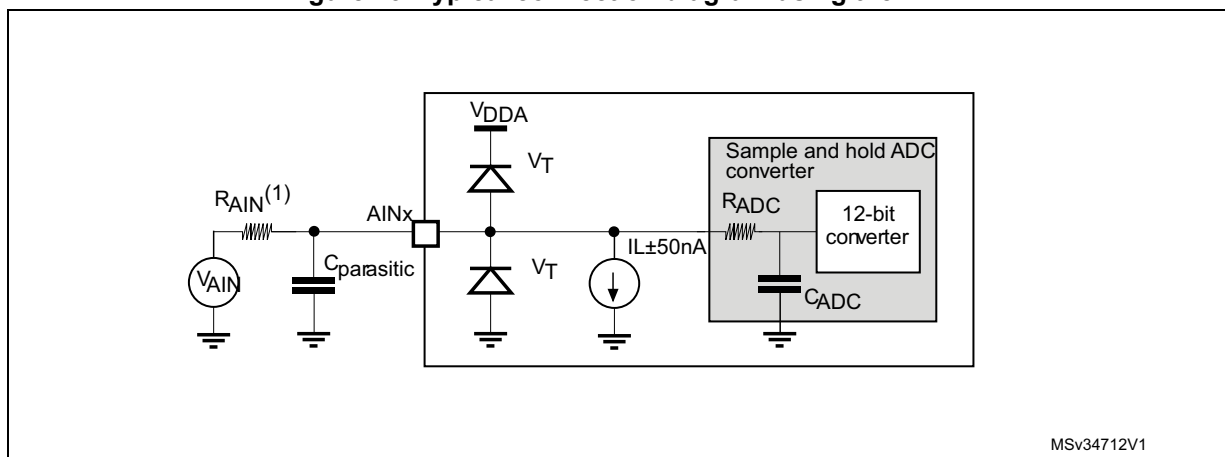 VDDA
VT
Sample and hold ADC
converter
RAIN(1)
AINx
RADC
12-bit
converter
IL±50nA
VAIN
Cparasitic
VT
CADC
MSv34712V1